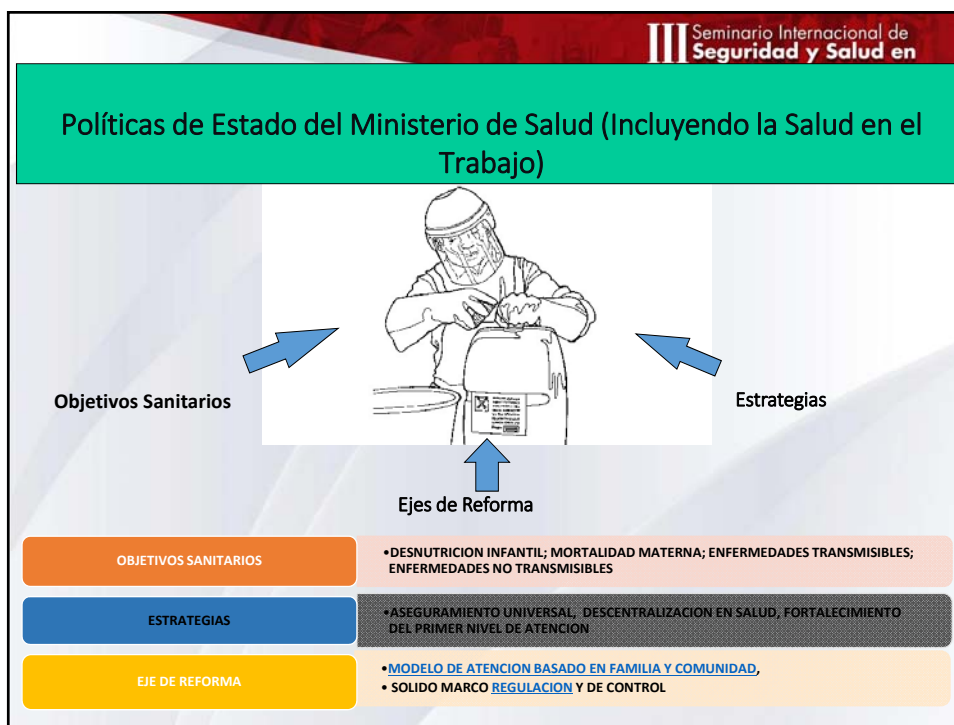 III Seminario Internacional de
Seguridad y Salud en
Políticas de Estado del Ministerio de Salud (Incluyendo la Salud en el
Trabajo)
Objetivos Sanitarios
Estrategias
Ejes de Reforma
OBJETIVOS SANITARIOS
•DESNUTRICION INFANTIL; MORTALIDAD MATERNA; ENFERMEDADES TRANSMISIBLES;
ENFERMEDADES NO TRANSMISIBLES
ESTRATEGIAS
•ASEGURAMIENTO UNIVERSAL, DESCENTRALIZACION EN SALUD, FORTALECIMIENTO
DEL PRIMER NIVEL DE ATENCION
EJE DE REFORMA
•MODELO DE ATENCION BASADO EN FAMILIA Y COMUNIDAD,
• SOLIDO MARCO REGULACION Y DE CONTROL